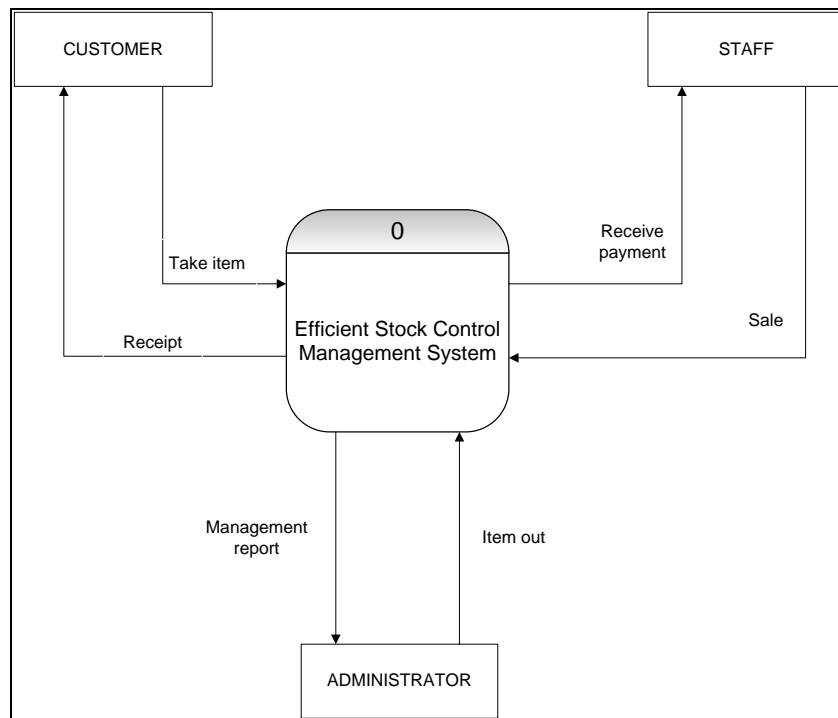 CUSTOMER
STAFF
0
Receive
payment
Take item
Sale
Efficient Stock Control
Management System
Receipt
Management
report
Item out
ADMINISTRATOR